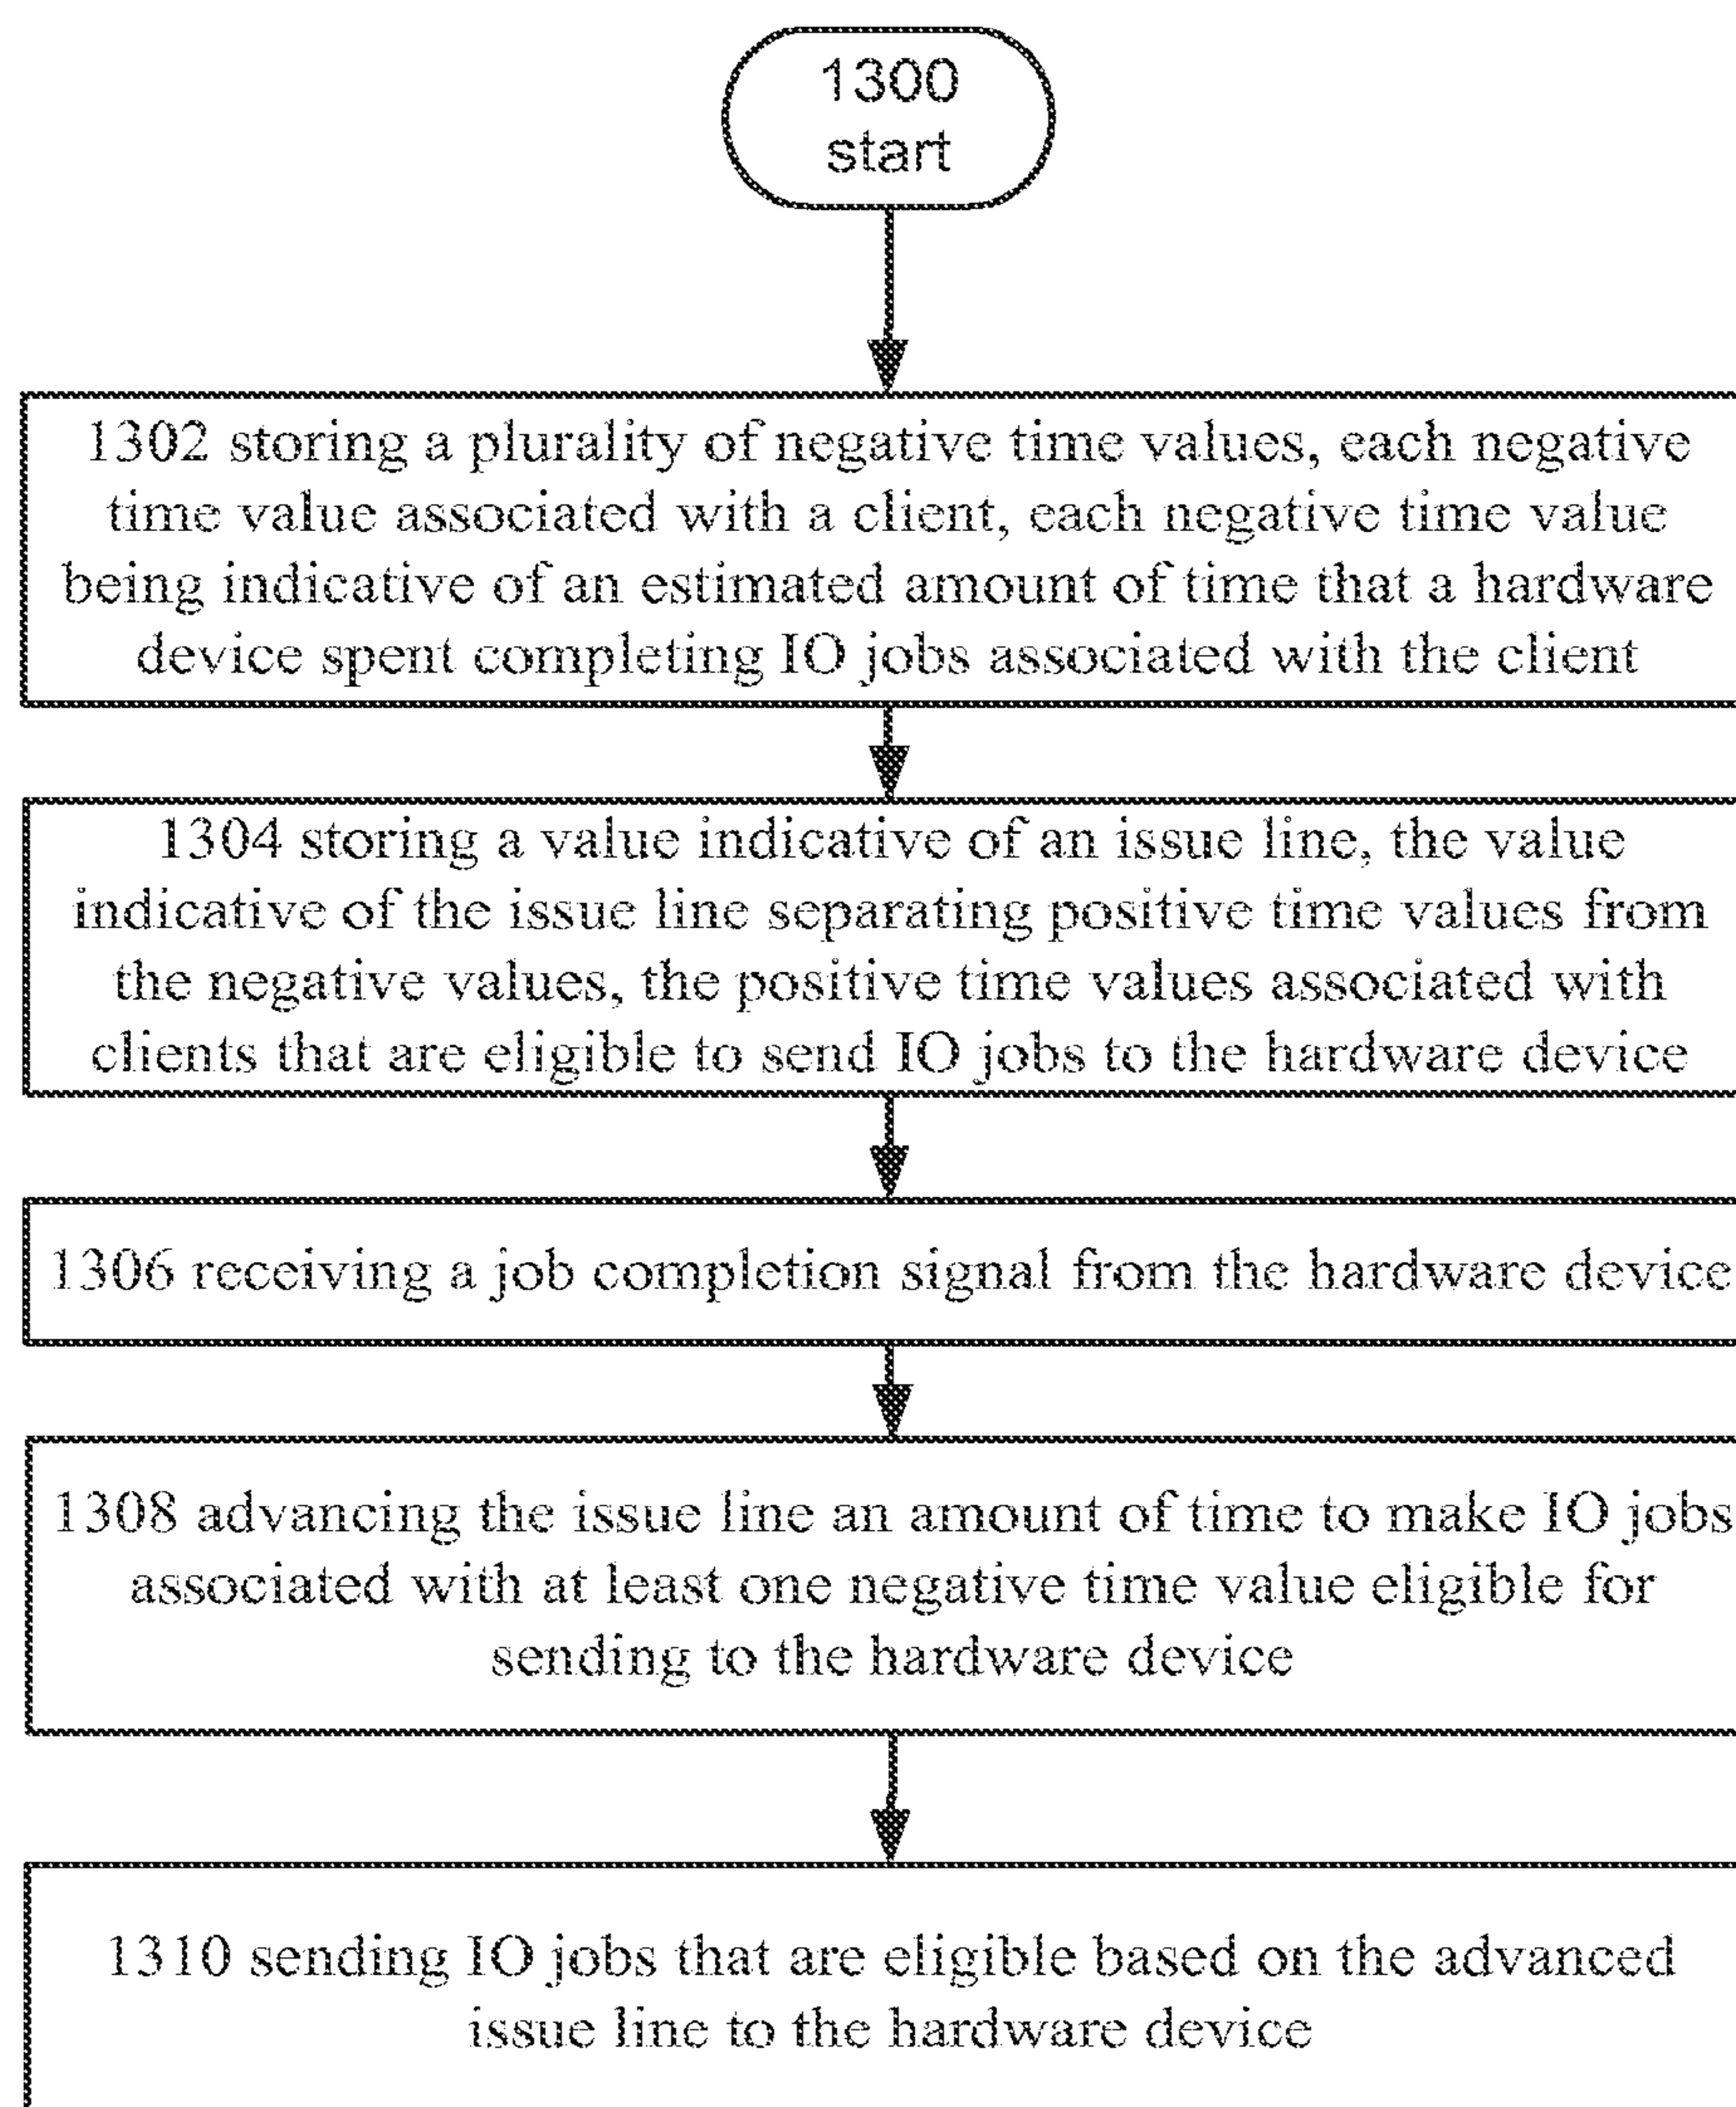 1300
start
1302 storing a plurality of negative time values, each negative
time value associated with a client, each negative time value
being indicative of an estimated amount of time that a hardware
device spent completing IO jobs associated with the client
1304 storing a value indicative of an issue line, the value
indicative of the issue line separating positive time values from
the negative values, the positive time values associated with
clients that are eligible to send IO jobs to the hardware device
1306 receiving a job completion signal from the hardware device
1308 advancing the issue line an amount of time to make IO jobs
associated with at least one negative time value eligible for
sending to the hardware device
1310 sending IO jobs that are eligible based on the advanced
issue line to the hardware device